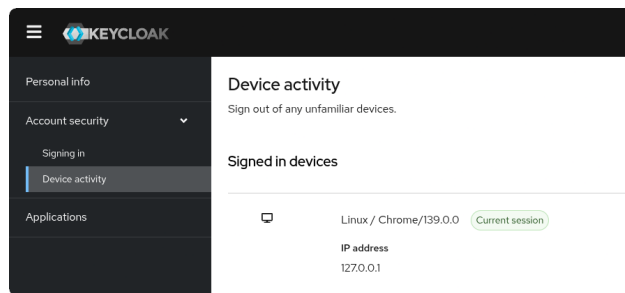 KEYCLOAK
Personal info
Account security
Signing in
Device activity
Applications
Device activity
Sign out of any unfamiliar devices.
Signed in devices
Linux / Chrome/139.0.0 Current session
IP address
127.0.0.1